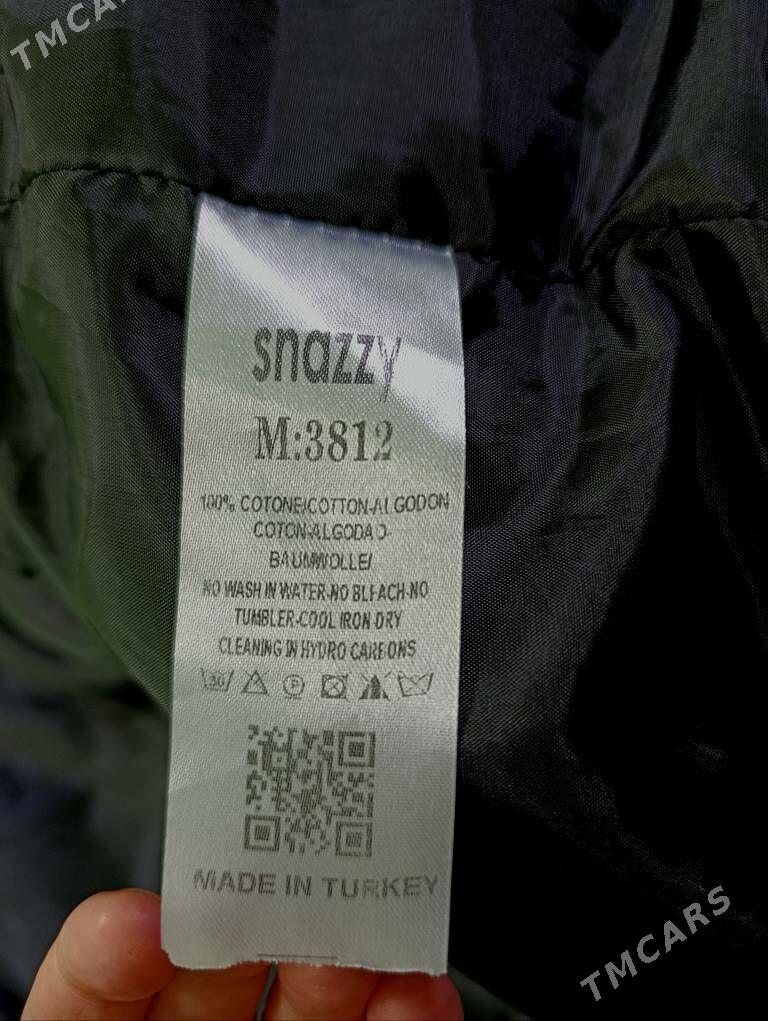 TMCARS
snazzy
M:3812
100% COTONE/COTTON-ALGODON
COTON-ALGODAO-
BAUMWOLLE/
NO WASH IN WATER-NO BLEACH-NO
TUMBLER-COOL IRON-DRY
CLEANING IN HYDRO CARBONS
30 P
MADE IN TURKEY
TMCARS